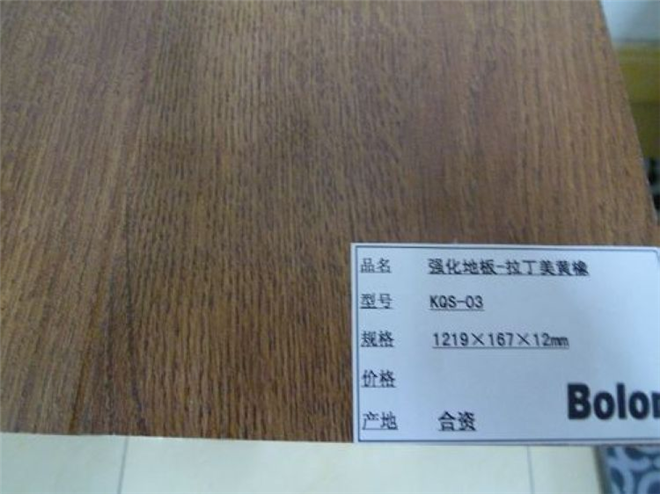 品名 强化地板-拉丁美黄橡
型号 KQS-03
规格 1219×167×12mm
价格
产地 合资